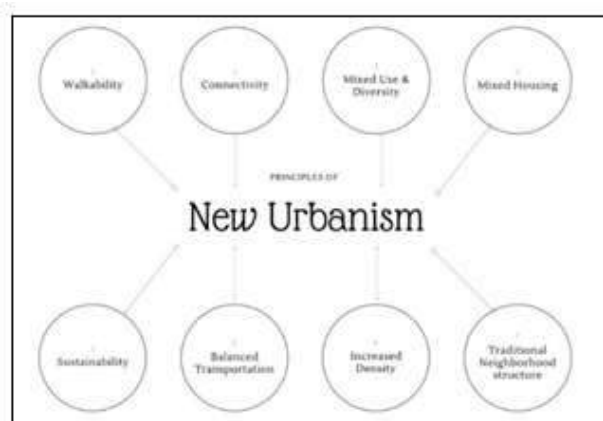 Walkability
Connectivity
Mixed Use &
Diversity
Mixed Housing
PRINCIPLES OF
New Urbanism
Sustainability
Balanced
Transportation
Increased
Density
Traditional
Neighborhood
structure